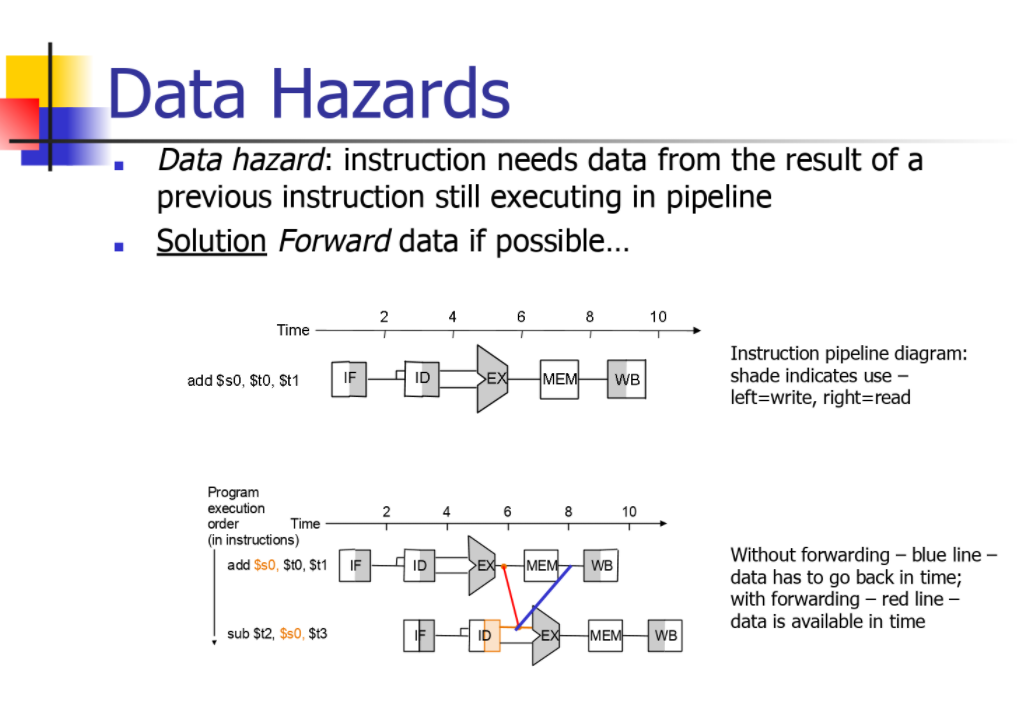 Data Hazards
Data hazard: instruction needs data from the result of a
previous instruction still executing in pipeline
Solution Forward data if possible…
2 4 6 8 10
Time
add $s0, $t0, $t1
IF ID EX MEM WB
Instruction pipeline diagram:
shade indicates use –
left=write, right=read
Program
execution
order
(in instructions)
Time
2 4 6 8 10
add $s0, $t0, $t1
IF ID EX MEM WB
sub $t2, $s0, $t3
IF ID EX MEM WB
Without forwarding – blue line –
data has to go back in time;
with forwarding – red line –
data is available in time